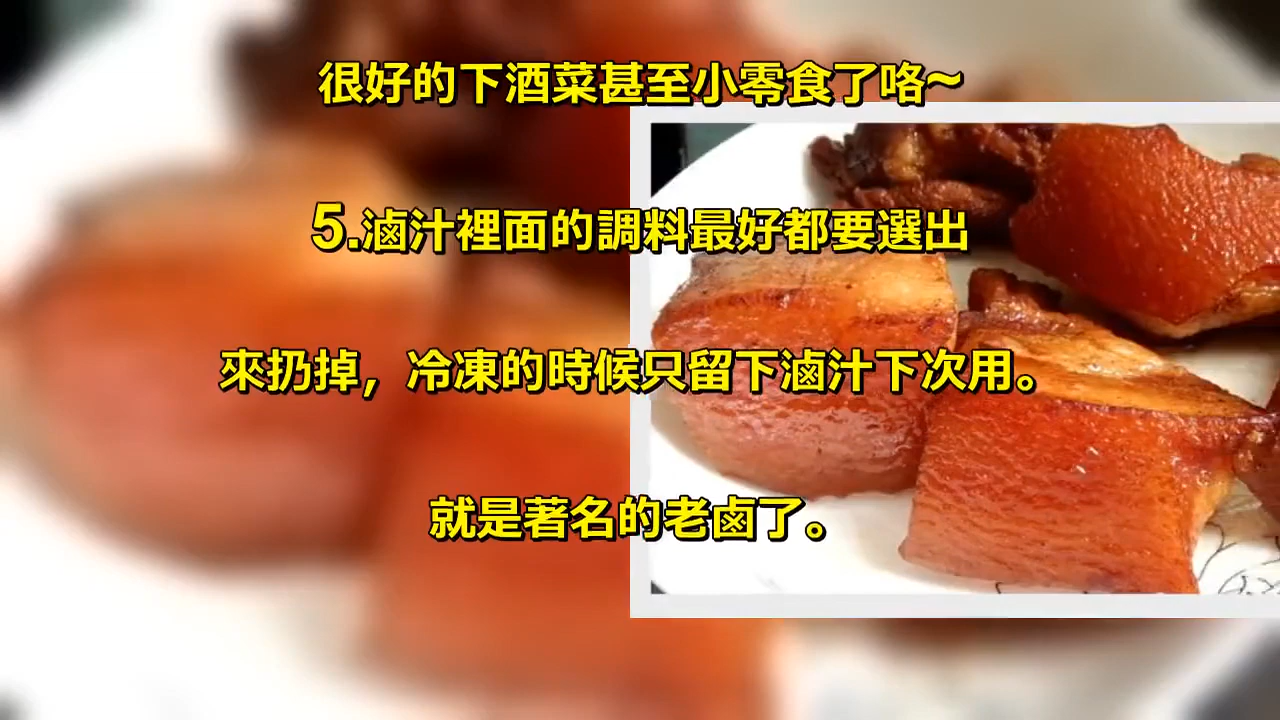 很好的下酒菜甚至小零食了咯~
5.滷汁裡面的調料最好都要選出
來扔掉，冷凍的時候只留下滷汁下次用。
就是著名的老鹵了。